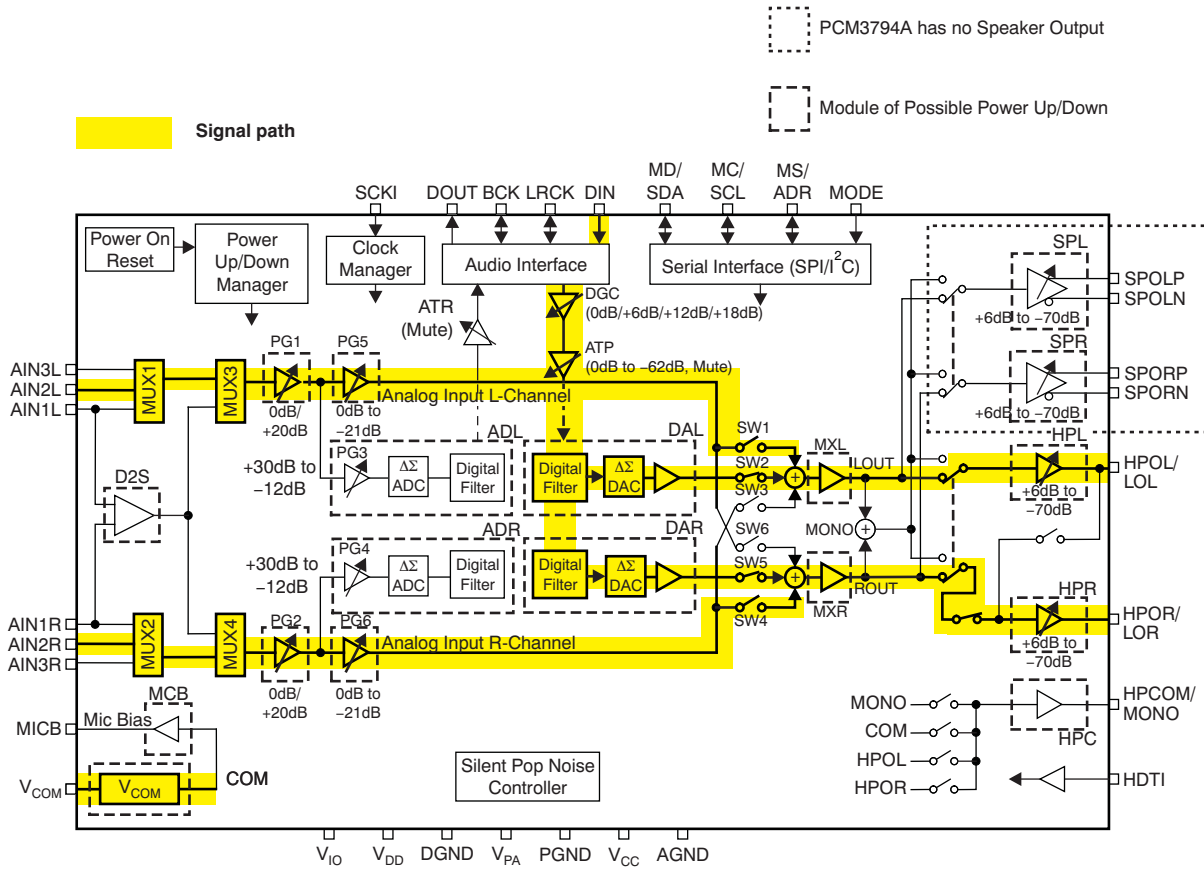 PCM3794A has no Speaker Output
Module of Possible Power Up/Down
Signal path
SCKI
DOUT
BCK
LRCK
DIN
MD/
SDA
MC/
SCL
MS/
ADR
MODE
Power On
Reset
Power
Up/Down
Manager
Clock
Manager
Audio Interface
Serial Interface (SPI/I²C)
ATR
(Mute)
DGC
(0dB/+6dB/+12dB/+18dB)
ATP
(0dB to −62dB, Mute)
SPL
+6dB to −70dB
SPOLP
SPOLN
SPR
+6dB to −70dB
SPORP
SPORN
AIN3L
AIN2L
AIN1L
MUX1
MUX3
PG1
0dB/
+20dB
PG5
0dB to
−21dB
Analog Input L-Channel
ADL
+30dB to
−12dB
PG3
ΔΣ
ADC
Digital
Filter
DAL
Digital
Filter
ΔΣ
DAC
SW1
SW2
SW3
MXL
LOUT
HPL
+6dB to
−70dB
HPOL/
LOL
D2S
MONO
ADR
+30dB to
−12dB
PG4
ΔΣ
ADC
Digital
Filter
DAR
Digital
Filter
ΔΣ
DAC
SW6
SW5
SW4
MXR
ROUT
HPR
+6dB to
−70dB
HPOR/
LOR
AIN1R
AIN2R
AIN3R
MUX2
MUX4
PG2
0dB/
+20dB
PG6
0dB to
−21dB
Analog Input R-Channel
MCB
MICB
Mic Bias
VCOM
VCOM
COM
Silent Pop Noise
Controller
MONO
COM
HPOL
HPOR
HPC
HPCOM/
MONO
HDTI
VIO
VDD
DGND
VPA
PGND
VCC
AGND